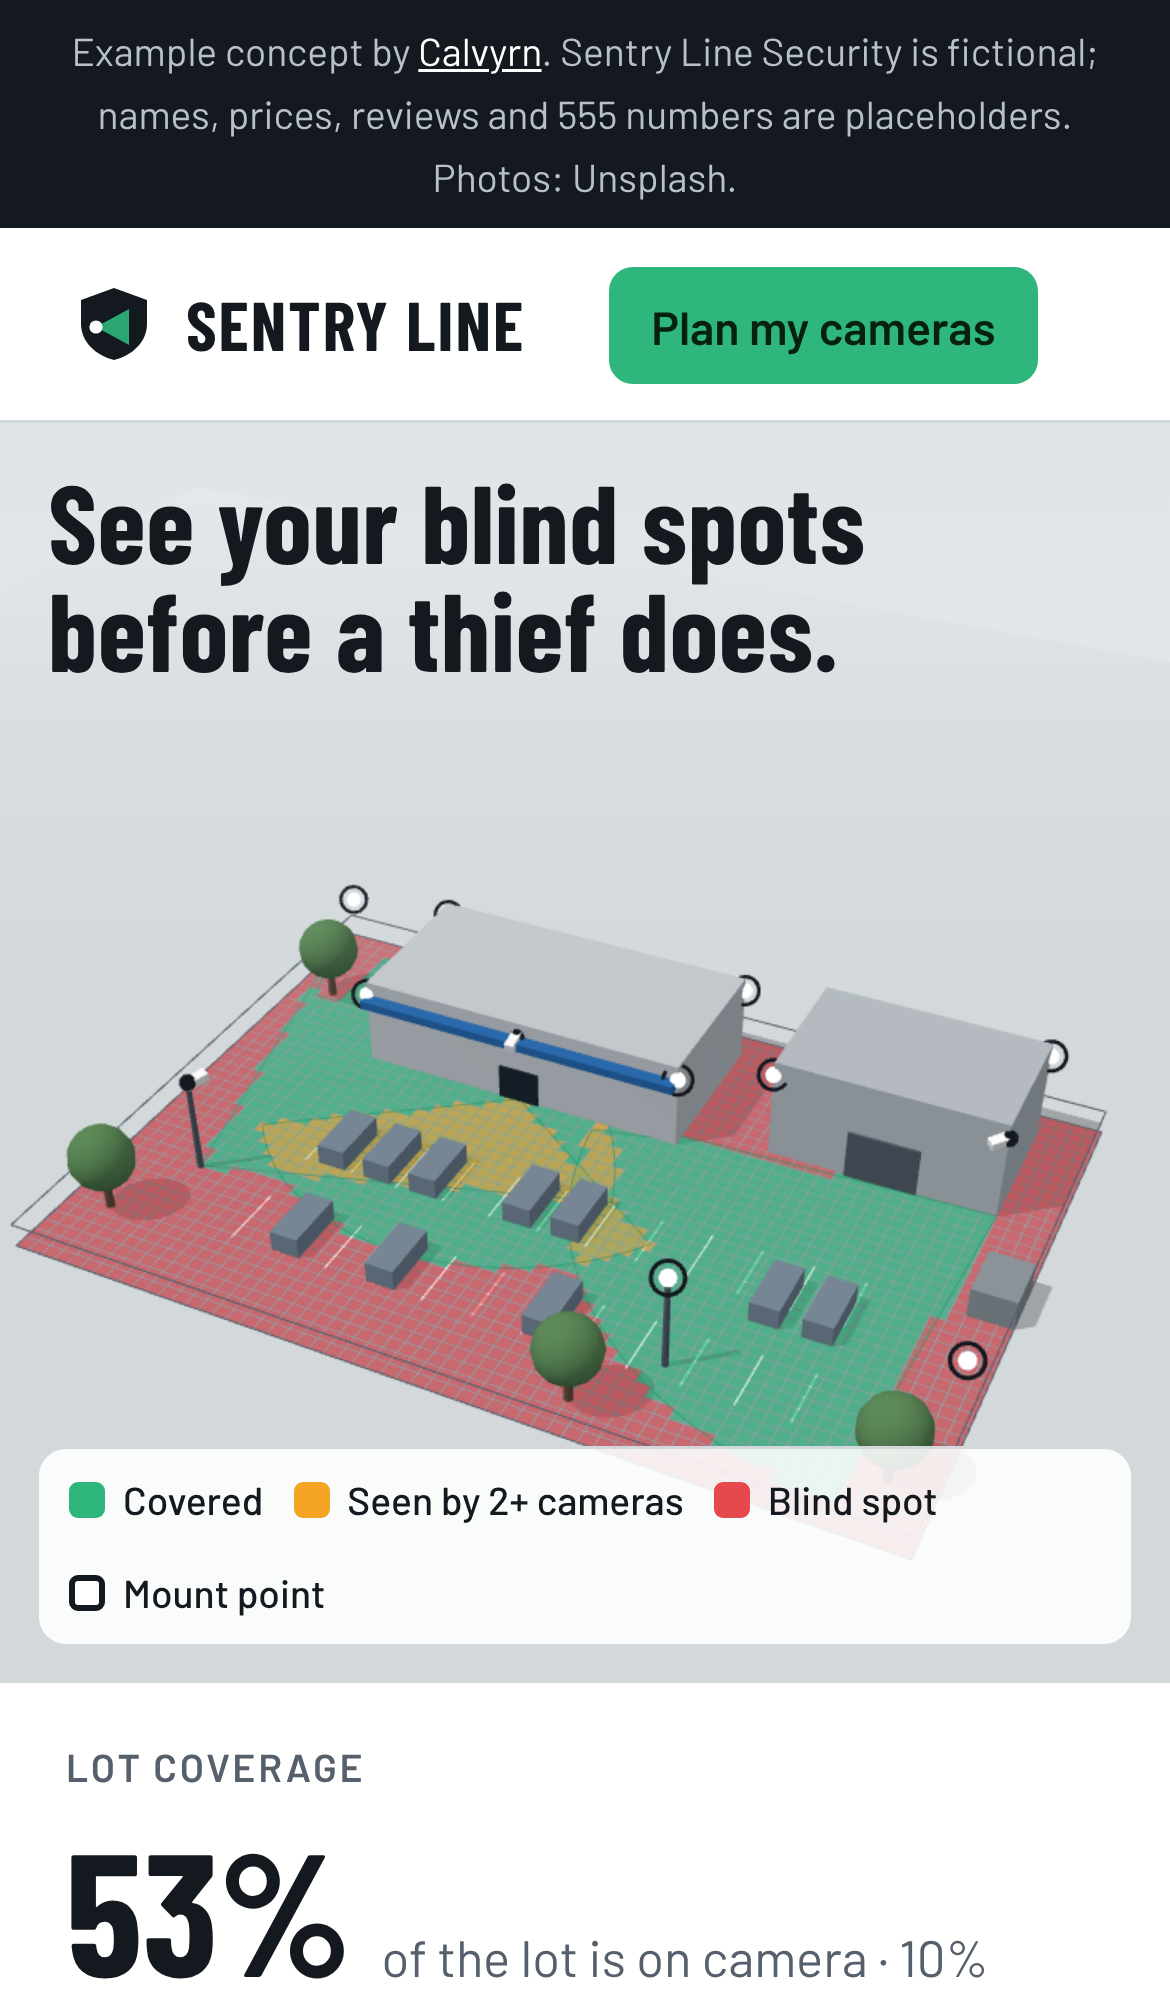 Example concept by Calvyrn. Sentry Line Security is fictional;
names, prices, reviews and 555 numbers are placeholders.
Photos: Unsplash.
SENTRY LINE
Plan my cameras
See your blind spots
before a thief does.
Covered
Seen by 2+ cameras
Blind spot
Mount point
LOT COVERAGE
53% of the lot is on camera · 10%